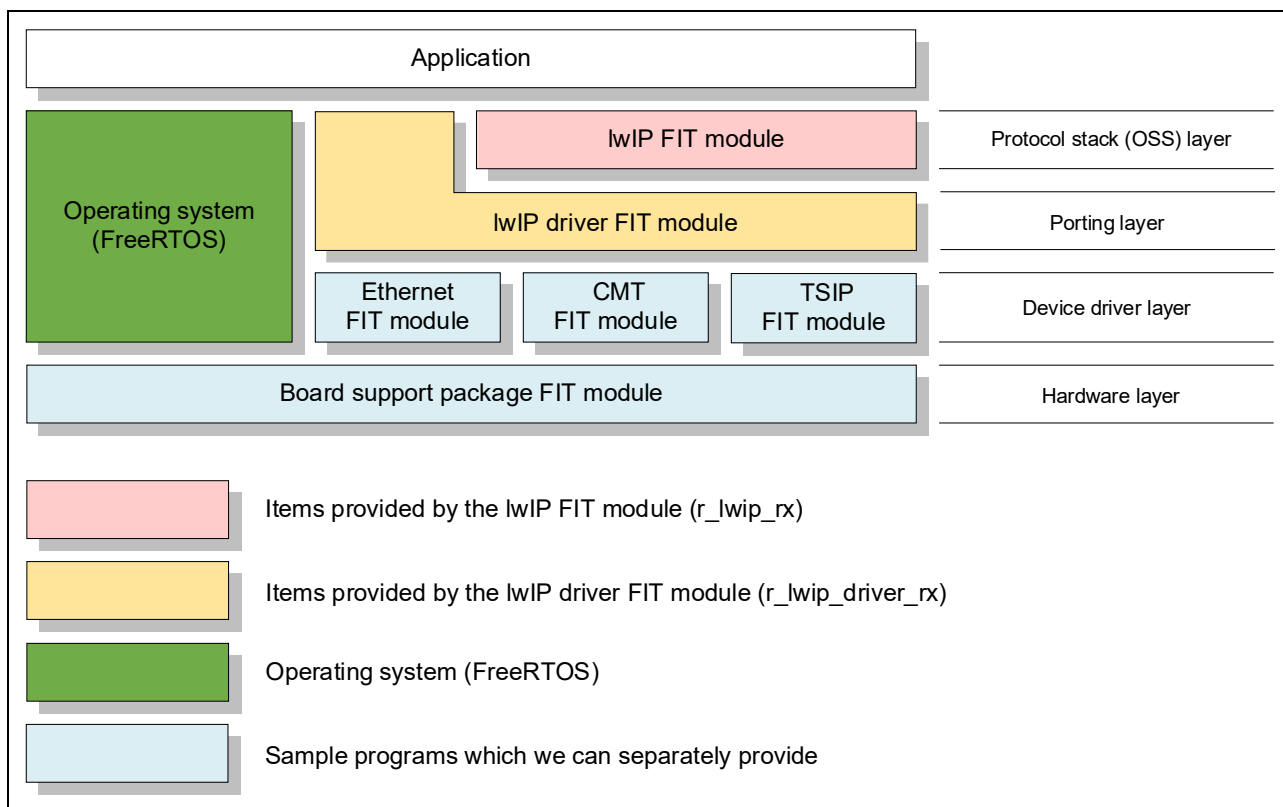 Application
lwIP FIT module
Protocol stack (OSS) layer
Operating system
(FreeRTOS)
lwIP driver FIT module
Porting layer
Ethernet
FIT module
CMT
FIT module
TSIP
FIT module
Device driver layer
Board support package FIT module
Hardware layer
Items provided by the lwIP FIT module (r_lwip_rx)
Items provided by the lwIP driver FIT module (r_lwip_driver_rx)
Operating system (FreeRTOS)
Sample programs which we can separately provide